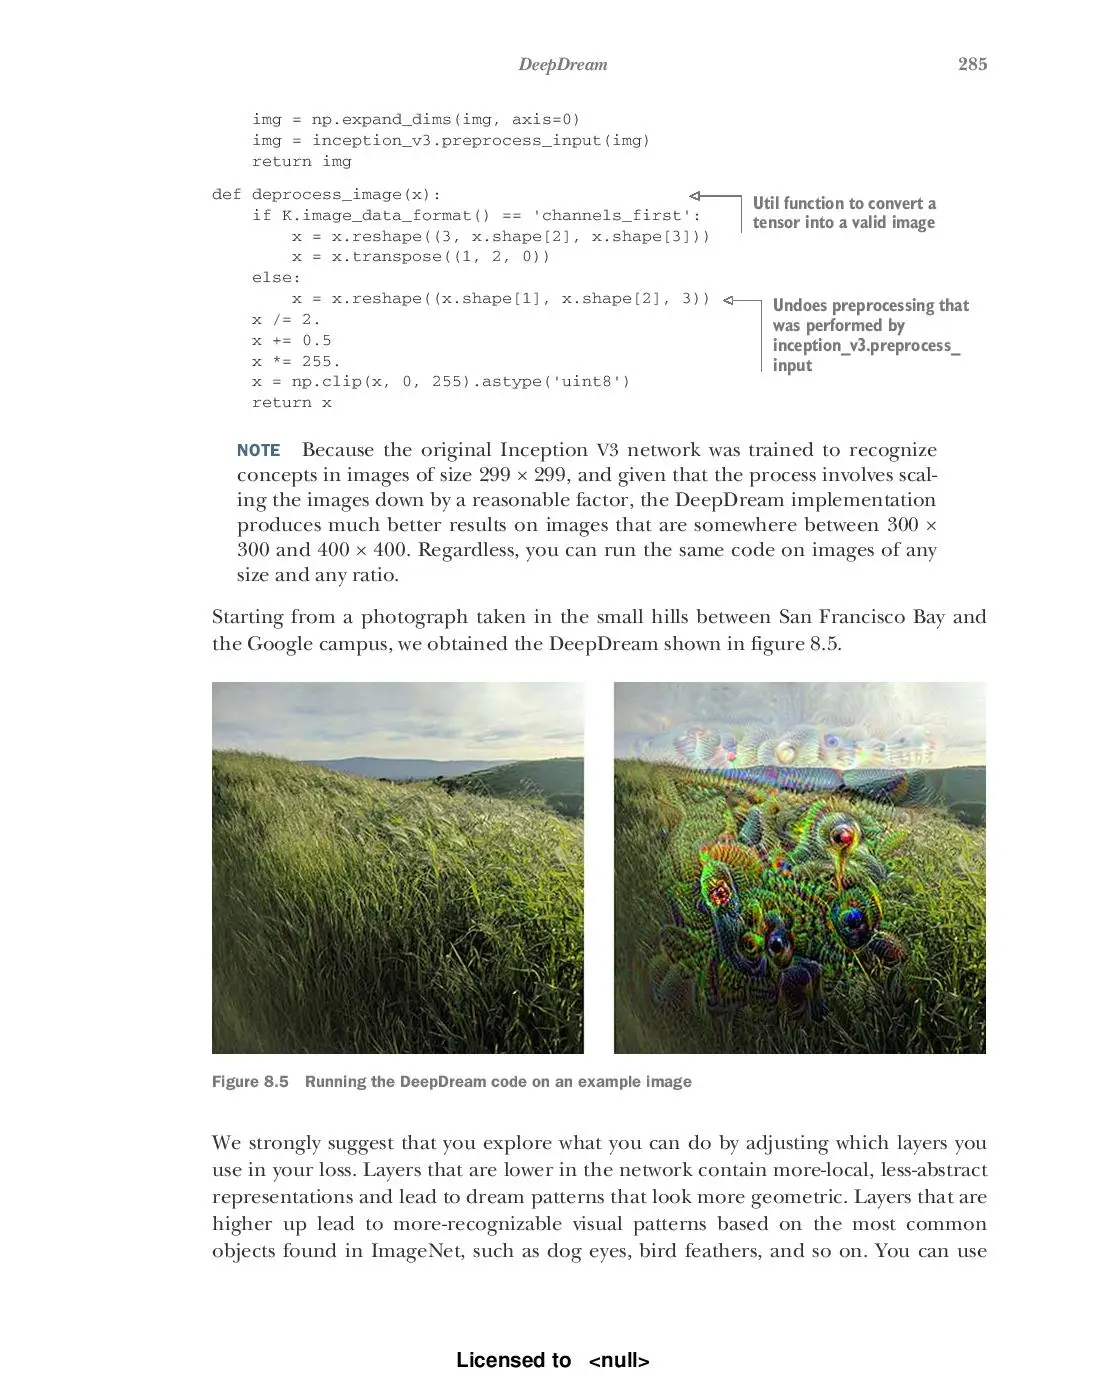 DeepDream 285
img = np.expand_dims(img, axis=0)
img = inception_v3.preprocess_input(img)
return img
def deprocess_image(x):
if K.image_data_format() == 'channels_first':
x = x.reshape((3, x.shape[2], x.shape[3]))
x = x.transpose((1, 2, 0))
else:
x = x.reshape((x.shape[1], x.shape[2], 3))
x /= 2.
x += 0.5
x *= 255.
x = np.clip(x, 0, 255).astype('uint8')
return x
Util function to convert a
tensor into a valid image
Undoes preprocessing that
was performed by
inception_v3.preprocess_
input
NOTE Because the original Inception V3 network was trained to recognize
concepts in images of size 299 × 299, and given that the process involves scal-
ing the images down by a reasonable factor, the DeepDream implementation
produces much better results on images that are somewhere between 300 ×
300 and 400 × 400. Regardless, you can run the same code on images of any
size and any ratio.
Starting from a photograph taken in the small hills between San Francisco Bay and
the Google campus, we obtained the DeepDream shown in figure 8.5.
Figure 8.5 Running the DeepDream code on an example image
We strongly suggest that you explore what you can do by adjusting which layers you
use in your loss. Layers that are lower in the network contain more-local, less-abstract
representations and lead to dream patterns that look more geometric. Layers that are
higher up lead to more-recognizable visual patterns based on the most common
objects found in ImageNet, such as dog eyes, bird feathers, and so on. You can use
Licensed to <null>